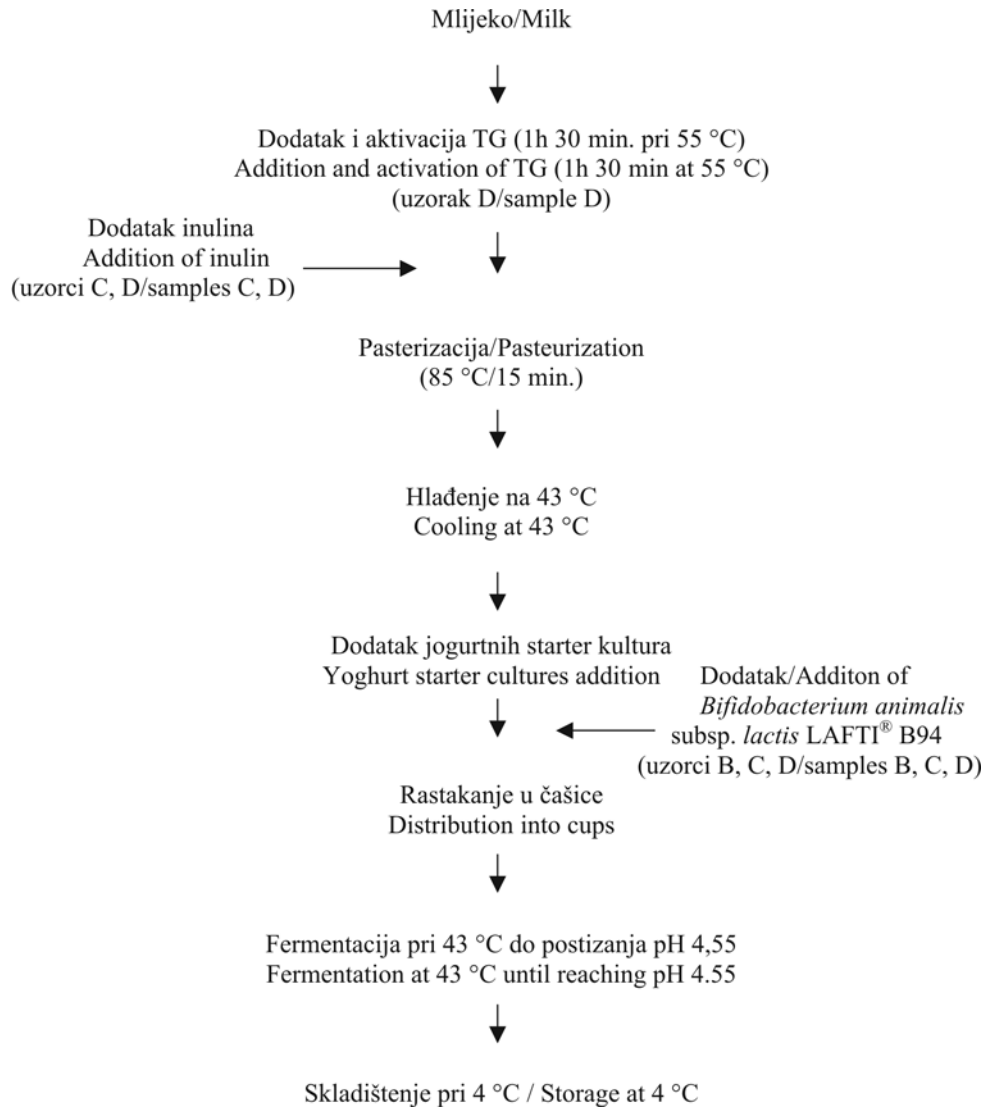 Mlijeko/Milk
Dodatak i aktivacija TG (1h 30 min. pri 55 °C)
Addition and activation of TG (1h 30 min at 55 °C)
(uzorak D/sample D)
Dodatak inulina
Addition of inulin
(uzorci C, D/samples C, D)
Pasterizacija/Pasteurization
(85 °C/15 min.)
Hlađenje na 43 °C
Cooling at 43 °C
Dodatak jogurtnih starter kultura
Yoghurt starter cultures addition
Dodatak/Additon of
Bifidobacterium animalis
subsp. lactis LAFTI® B94
(uzorci B, C, D/samples B, C, D)
Rastakanje u čašice
Distribution into cups
Fermentacija pri 43 °C do postizanja pH 4,55
Fermentation at 43 °C until reaching pH 4.55
Skladištenje pri 4 °C / Storage at 4 °C